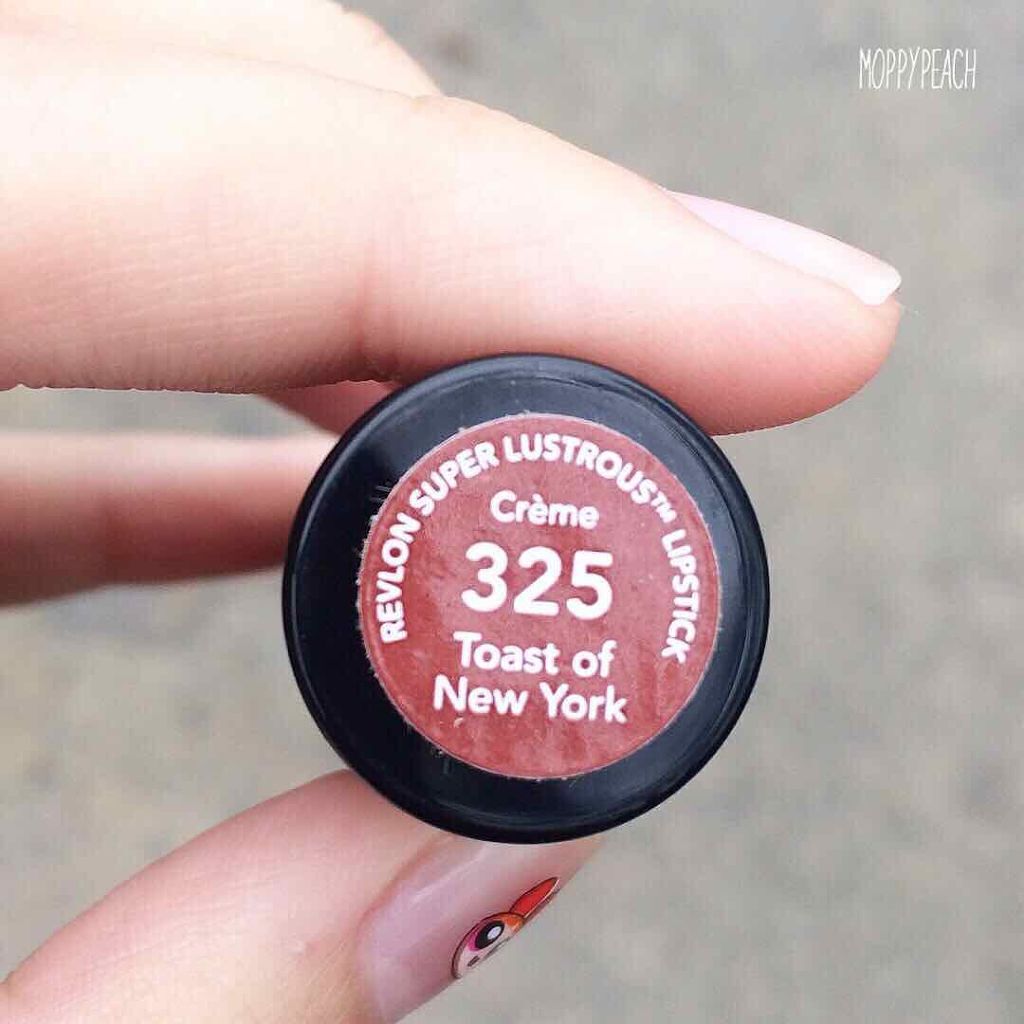 MOPPYPEACH
REVLON SUPER LUSTROUS™ LIPSTICK
Crème
325
Toast of
New York